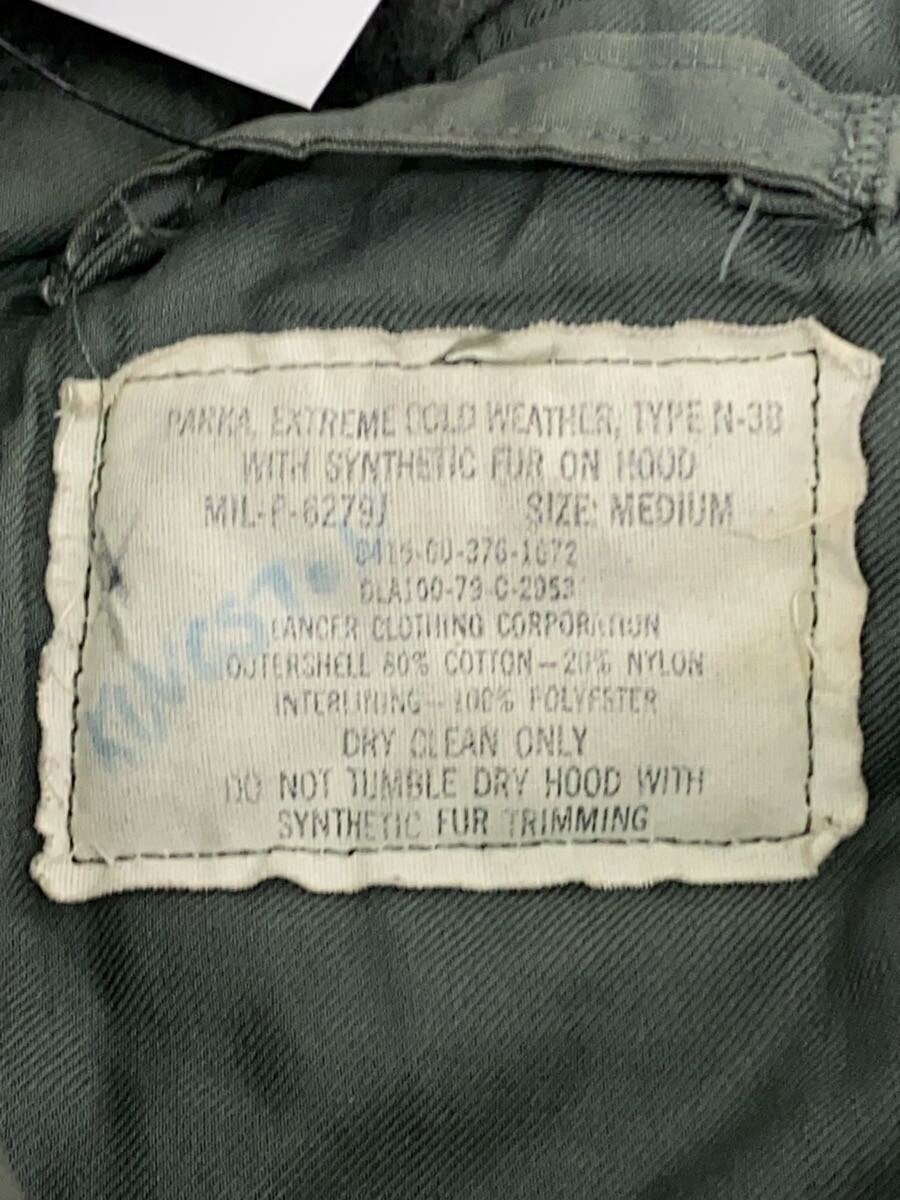 PARKA, EXTREME COLD WEATHER, TYPE N-3B
WITH SYNTHETIC FUR ON HOOD
MIL-P-6279J SIZE: MEDIUM
8415-00-376-1672
DLA100-79-C-2953
LANCER CLOTHING CORPORATION
OUTERSHELL 80% COTTON—20% NYLON
INTERLINING—100% POLYESTER
DRY CLEAN ONLY
DO NOT TUMBLE DRY HOOD WITH
SYNTHETIC FUR TRIMMING